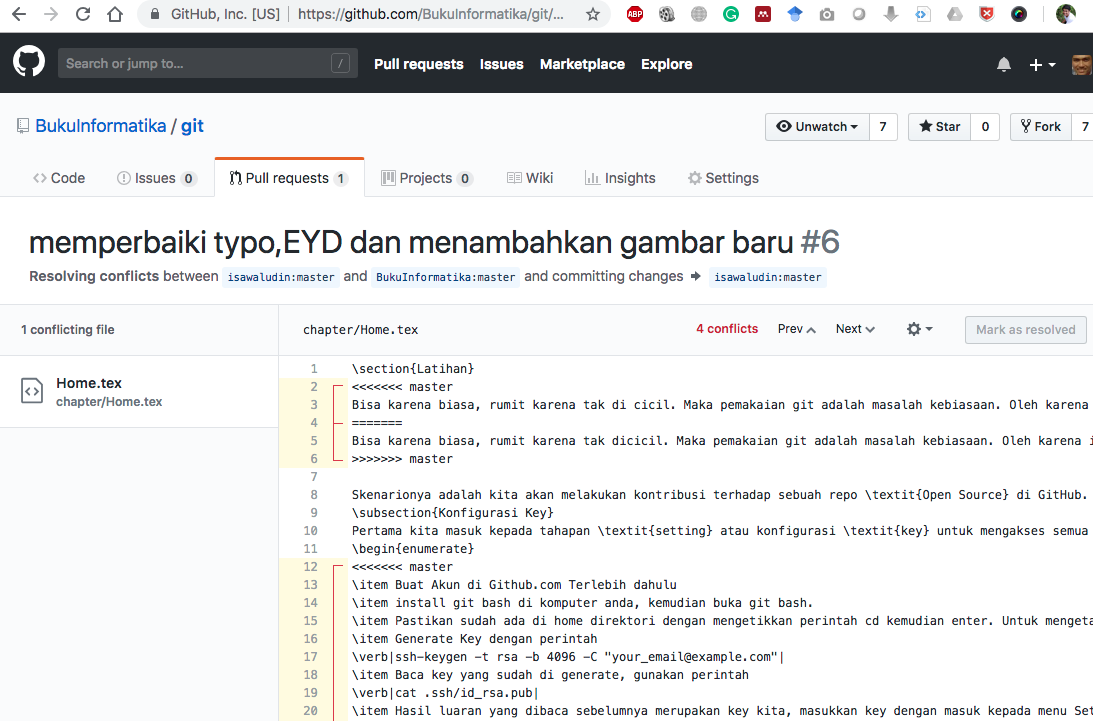 GitHub, Inc. [US] | https://github.com/BukuInformatika/git/...
ABP
Search or jump to... /
Pull requests Issues Marketplace Explore
BukuInformatika / git
Unwatch 7 Star 0 Fork 7
Code Issues 0 Pull requests 1 Projects 0 Wiki Insights Settings
memperbaiki typo,EYD dan menambahkan gambar baru #6
Resolving conflicts between isawaludin:master and BukuInformatika:master and committing changes → isawaludin:master
1 conflicting file
chapter/Home.tex 4 conflicts Prev Next Mark as resolved
Home.tex
chapter/Home.tex
1 \section{Latihan}
2 <<<<<<< master
3 Bisa karena biasa, rumit karena tak di cicil. Maka pemakaian git adalah masalah kebiasaan. Oleh karena
4 =======
5 Bisa karena biasa, rumit karena tak dicicil. Maka pemakaian git adalah masalah kebiasaan. Oleh karena i
6 >>>>>>> master
7
8 Skenarionya adalah kita akan melakukan kontribusi terhadap sebuah repo \textit{Open Source} di GitHub.
9 \subsection{Konfigurasi Key}
10 Pertama kita masuk kepada tahapan \textit{setting} atau konfigurasi \textit{key} untuk mengakses semua
11 \begin{enumerate}
12 <<<<<<< master
13 \item Buat Akun di Github.com Terlebih dahulu
14 \item install git bash di komputer anda, kemudian buka git bash.
15 \item Pastikan sudah ada di home direktori dengan mengetikkan perintah cd kemudian enter. Untuk mengeta
16 \item Generate Key dengan perintah
17 \verb|ssh-keygen -t rsa -b 4096 -C "your_email@example.com"|
18 \item Baca key yang sudah di generate, gunakan perintah
19 \verb|cat .ssh/id_rsa.pub|
20 \item Hasil luaran yang dibaca sebelumnya merupakan key kita, masukkan key dengan masuk kepada menu Set